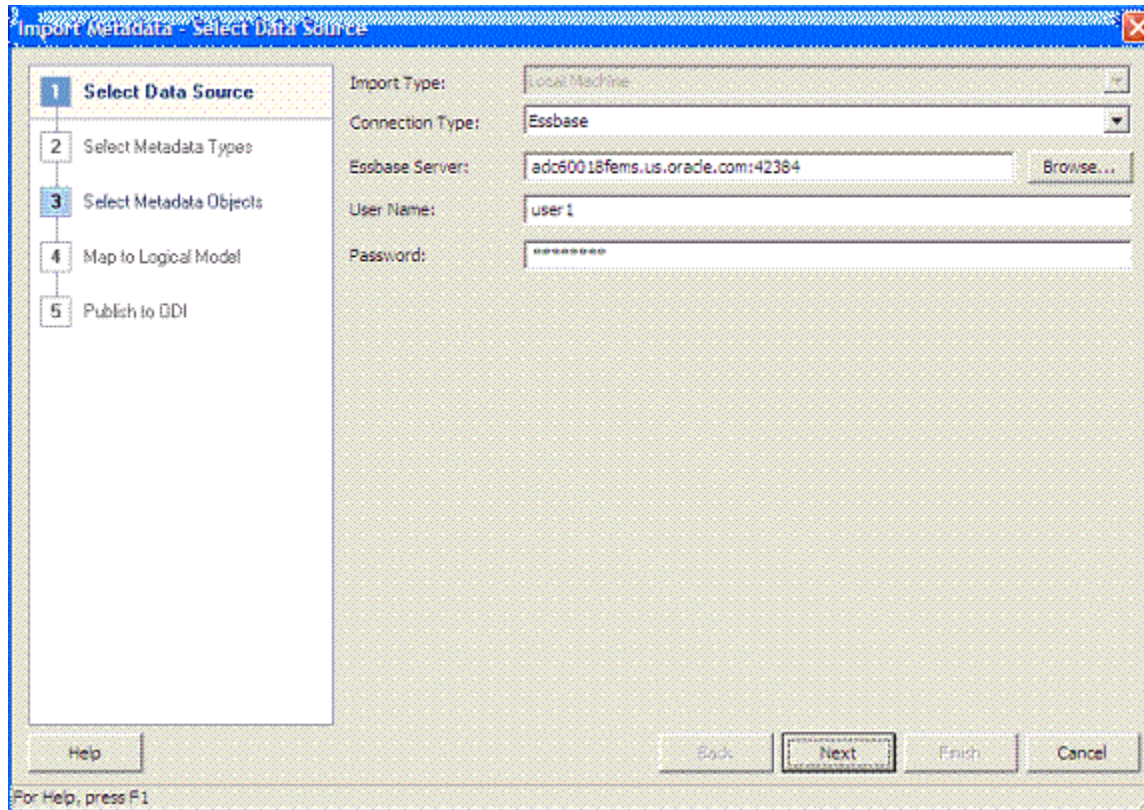 Import Metadata - Select Data Source
1 Select Data Source
2 Select Metadata Types
3 Select Metadata Objects
4 Map to Logical Model
5 Publish to ODI
Import Type: Local Machine
Connection Type: Essbase
Essbase Server: adc60018fems.us.oracle.com:42384 Browse...
User Name: user1
Password: ********
Help Back Next Finish Cancel
For Help, press F1